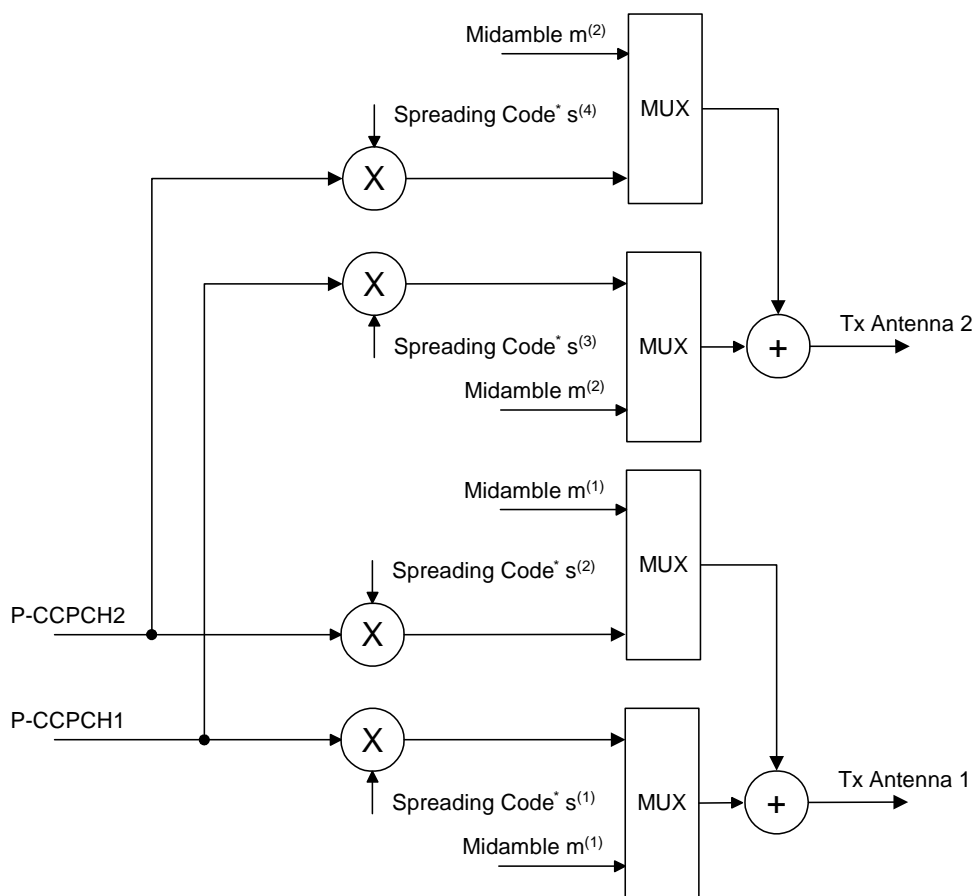 Midamble m(2)
MUX
Spreading Code* s(4)
X
X
Tx Antenna 2
Spreading Code* s(3)
MUX
+
Midamble m(2)
Midamble m(1)
MUX
Spreading Code* s(2)
P-CCPCH2
X
P-CCPCH1
X
Tx Antenna 1
Spreading Code* s(1)
MUX
+
Midamble m(1)